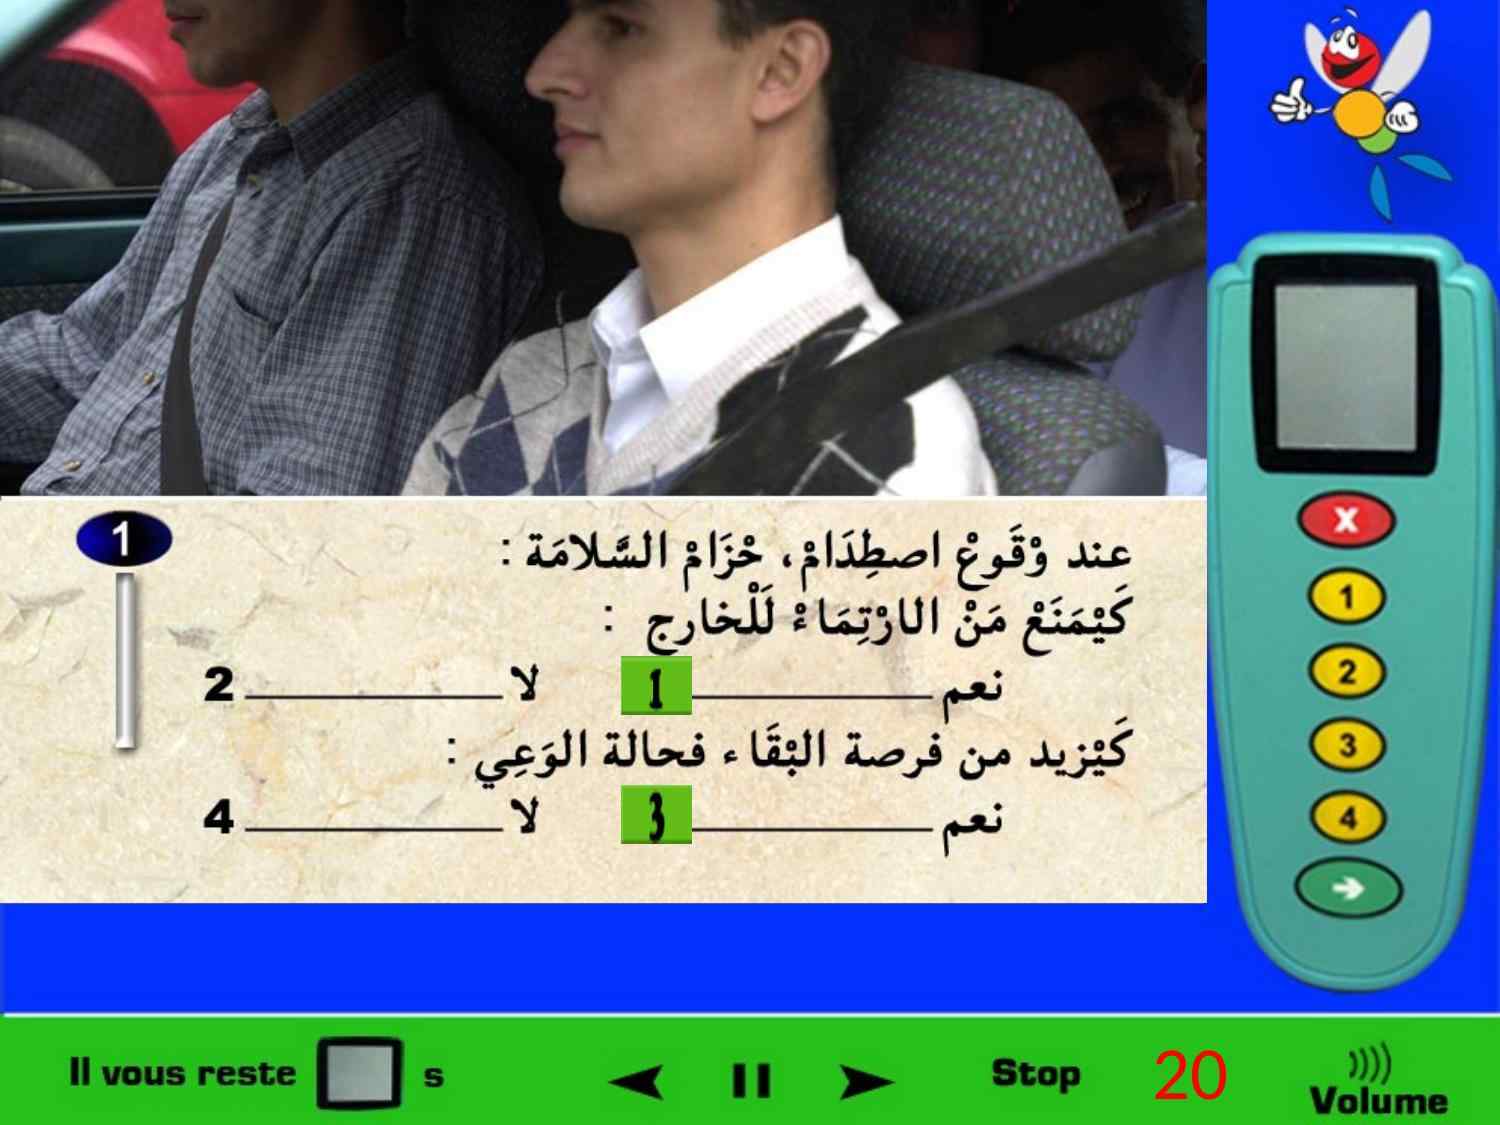 1
عند وْقَوعْ اصطِدَامْ، حْزَامْ السَّلامَة :
كَيْمَنَعْ مَنْ الارْتِمَاءْ لَلْخارج :
نعم 1 لا 2
كَيْزيد من فرصة البْقَاء فحالة الوَعِي :
نعم 3 لا 4
X
1
2
3
4
Il vous reste s
Stop
20
Volume